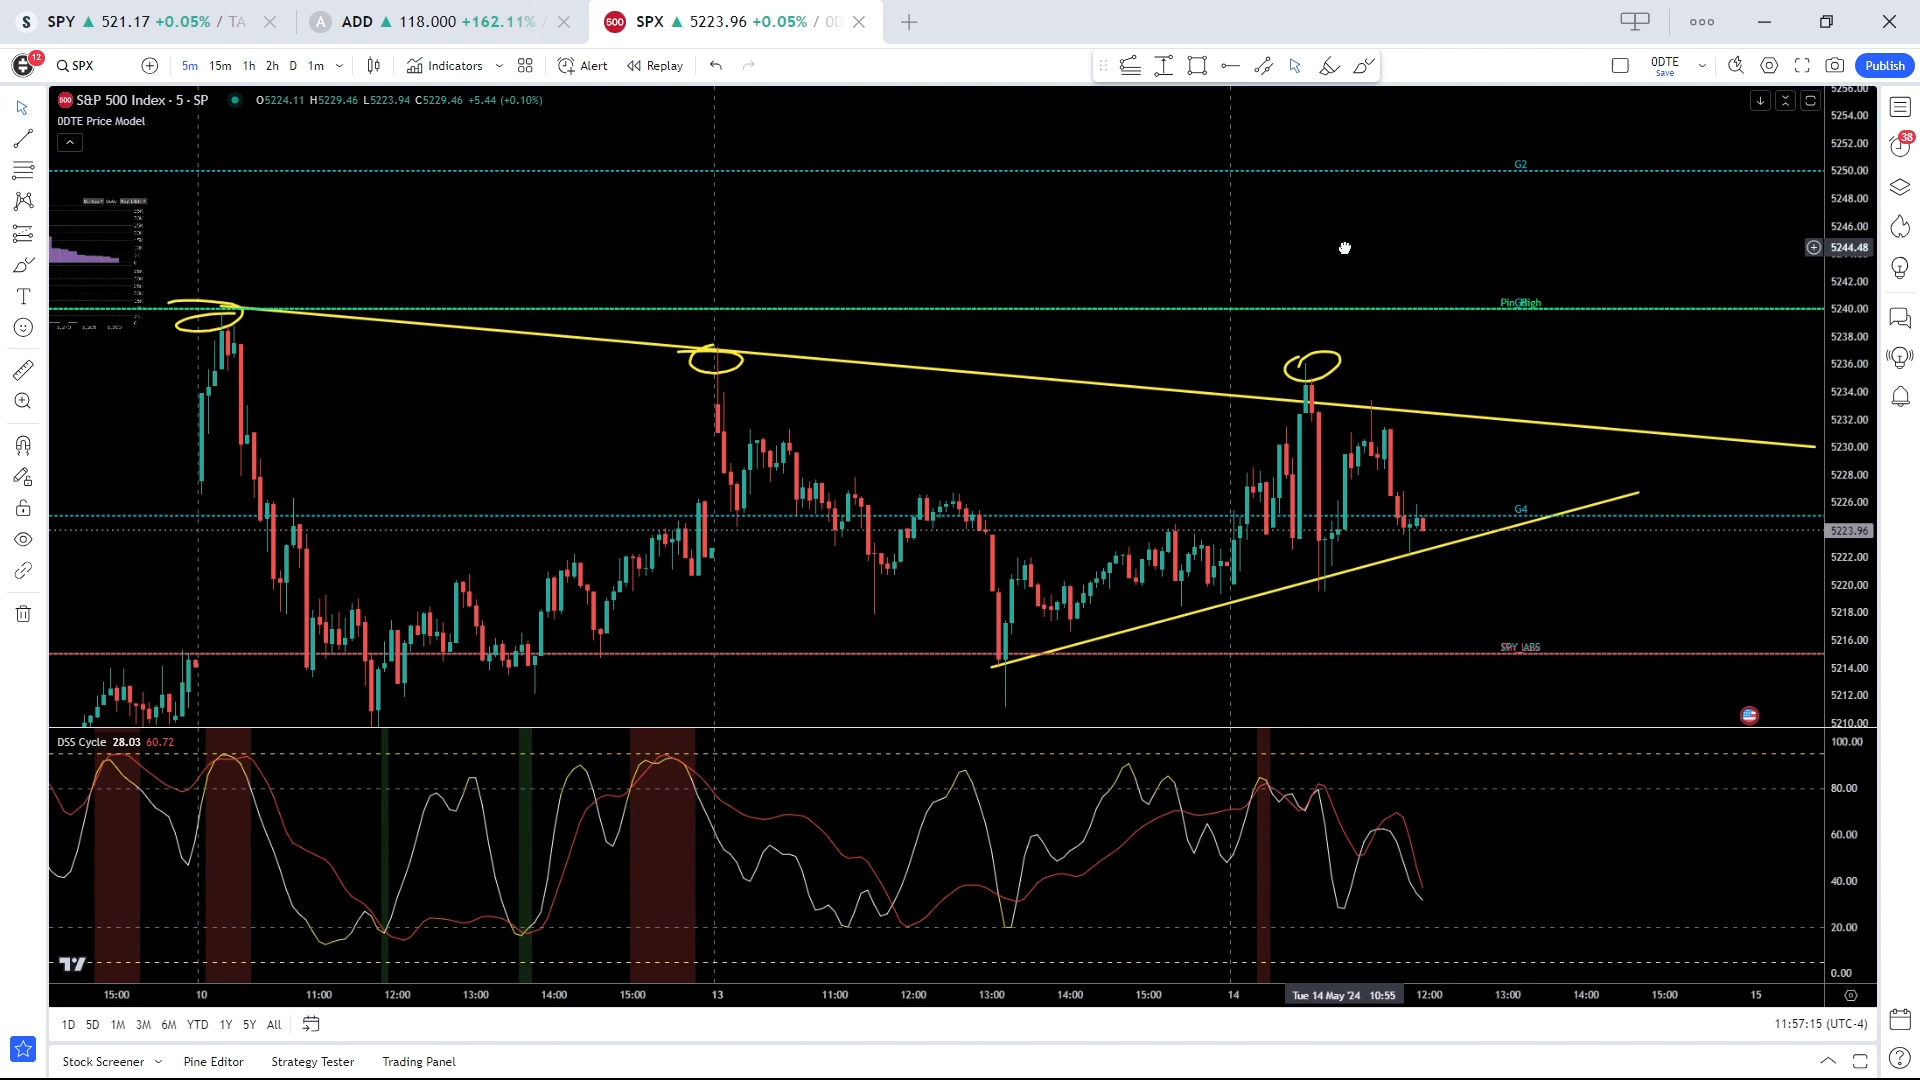 S SPY ▲ 521.17 +0.05% / TA
A ADD ▲ 118.000 +162.11% /
500 SPX ▲ 5223.96 +0.05% / 0D
12 SPX 5m 15m 1h 2h D 1m Indicators Alert Replay 0DTE Save Publish
500 S&P 500 Index · 5 · SP O5224.11 H5229.46 L5223.94 C5229.46 +5.44 (+0.10%)
0DTE Price Model
38
5256.00
5254.00
5252.00
G2
5250.00
5248.00
5246.00
5244.48
5242.00
5240.00
5238.00
5236.00
5234.00
5232.00
5230.00
5228.00
5226.00
G4
5223.96
5222.00
5220.00
5218.00
5216.00
5214.00
5212.00
5210.00
DSS Cycle 28.03 60.72
100.00
80.00
60.00
40.00
20.00
0.00
15:00 10 11:00 12:00 13:00 14:00 15:00 13 11:00 12:00 13:00 14:00 15:00 14 Tue 14 May '24 10:55 12:00 13:00 14:00 15:00 15
1D 5D 1M 3M 6M YTD 1Y 5Y All 11:57:15 (UTC-4)
Stock Screener Pine Editor Strategy Tester Trading Panel